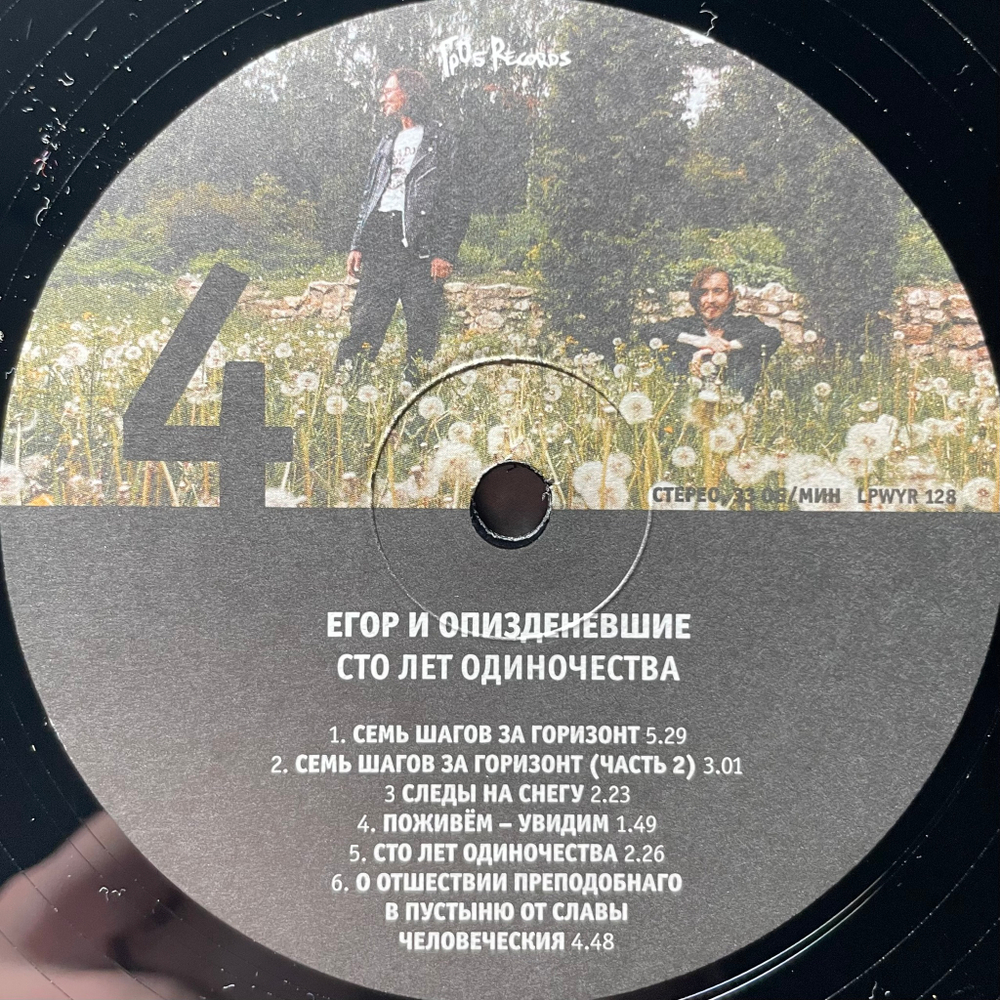 ГрОб Records
4
СТЕРЕО, 33 ОБ/МИН LPWYR 128
ЕГОР И ОПИЗДЕНЕВШИЕ
СТО ЛЕТ ОДИНОЧЕСТВА
1. СЕМЬ ШАГОВ ЗА ГОРИЗОНТ 5.29
2. СЕМЬ ШАГОВ ЗА ГОРИЗОНТ (ЧАСТЬ 2) 3.01
3 СЛЕДЫ НА СНЕГУ 2.23
4. ПОЖИВЁМ – УВИДИМ 1.49
5. СТО ЛЕТ ОДИНОЧЕСТВА 2.26
6. О ОТШЕСТВИИ ПРЕПОДОБНАГО
В ПУСТЫНЮ ОТ СЛАВЫ
ЧЕЛОВЕЧЕСКИЯ 4.48